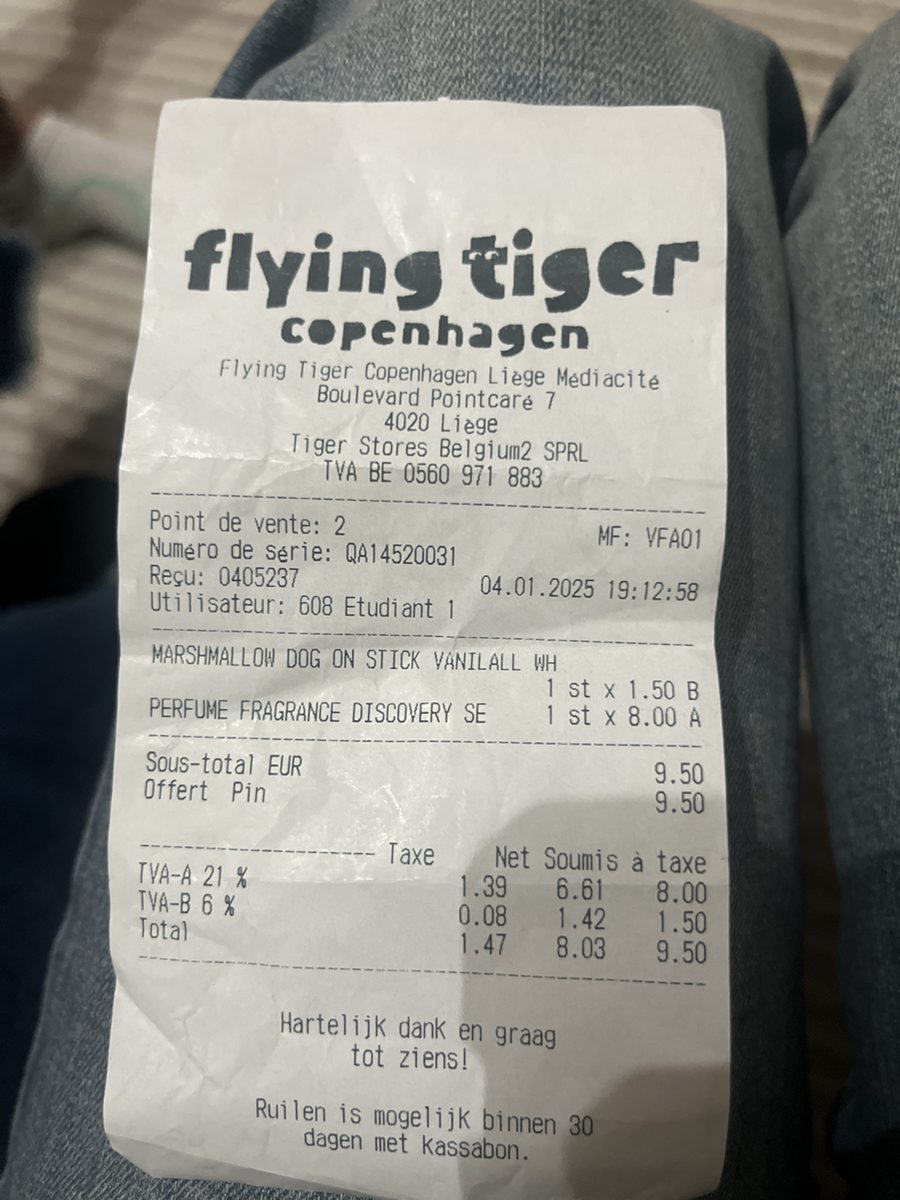 flying tiger
copenhagen
Flying Tiger Copenhagen Liège Médiacité
Boulevard Pointcaré 7
4020 Liège
Tiger Stores Belgium2 SPRL
TVA BE 0560 971 883
Point de vente: 2 MF: VFA01
Numéro de série: QA14520031
Reçu: 0405237 04.01.2025 19:12:58
Utilisateur: 608 Etudiant 1
MARSHMALLOW DOG ON STICK VANILALL WH
1 st x 1.50 B
PERFUME FRAGRANCE DISCOVERY SE 1 st x 8.00 A
Sous-total EUR 9.50
Offert Pin 9.50
Taxe Net Soumis à taxe
TVA-A 21 % 1.39 6.61 8.00
TVA-B 6 % 0.08 1.42 1.50
Total 1.47 8.03 9.50
Hartelijk dank en graag
tot ziens!
Ruilen is mogelijk binnen 30
dagen met kassabon.